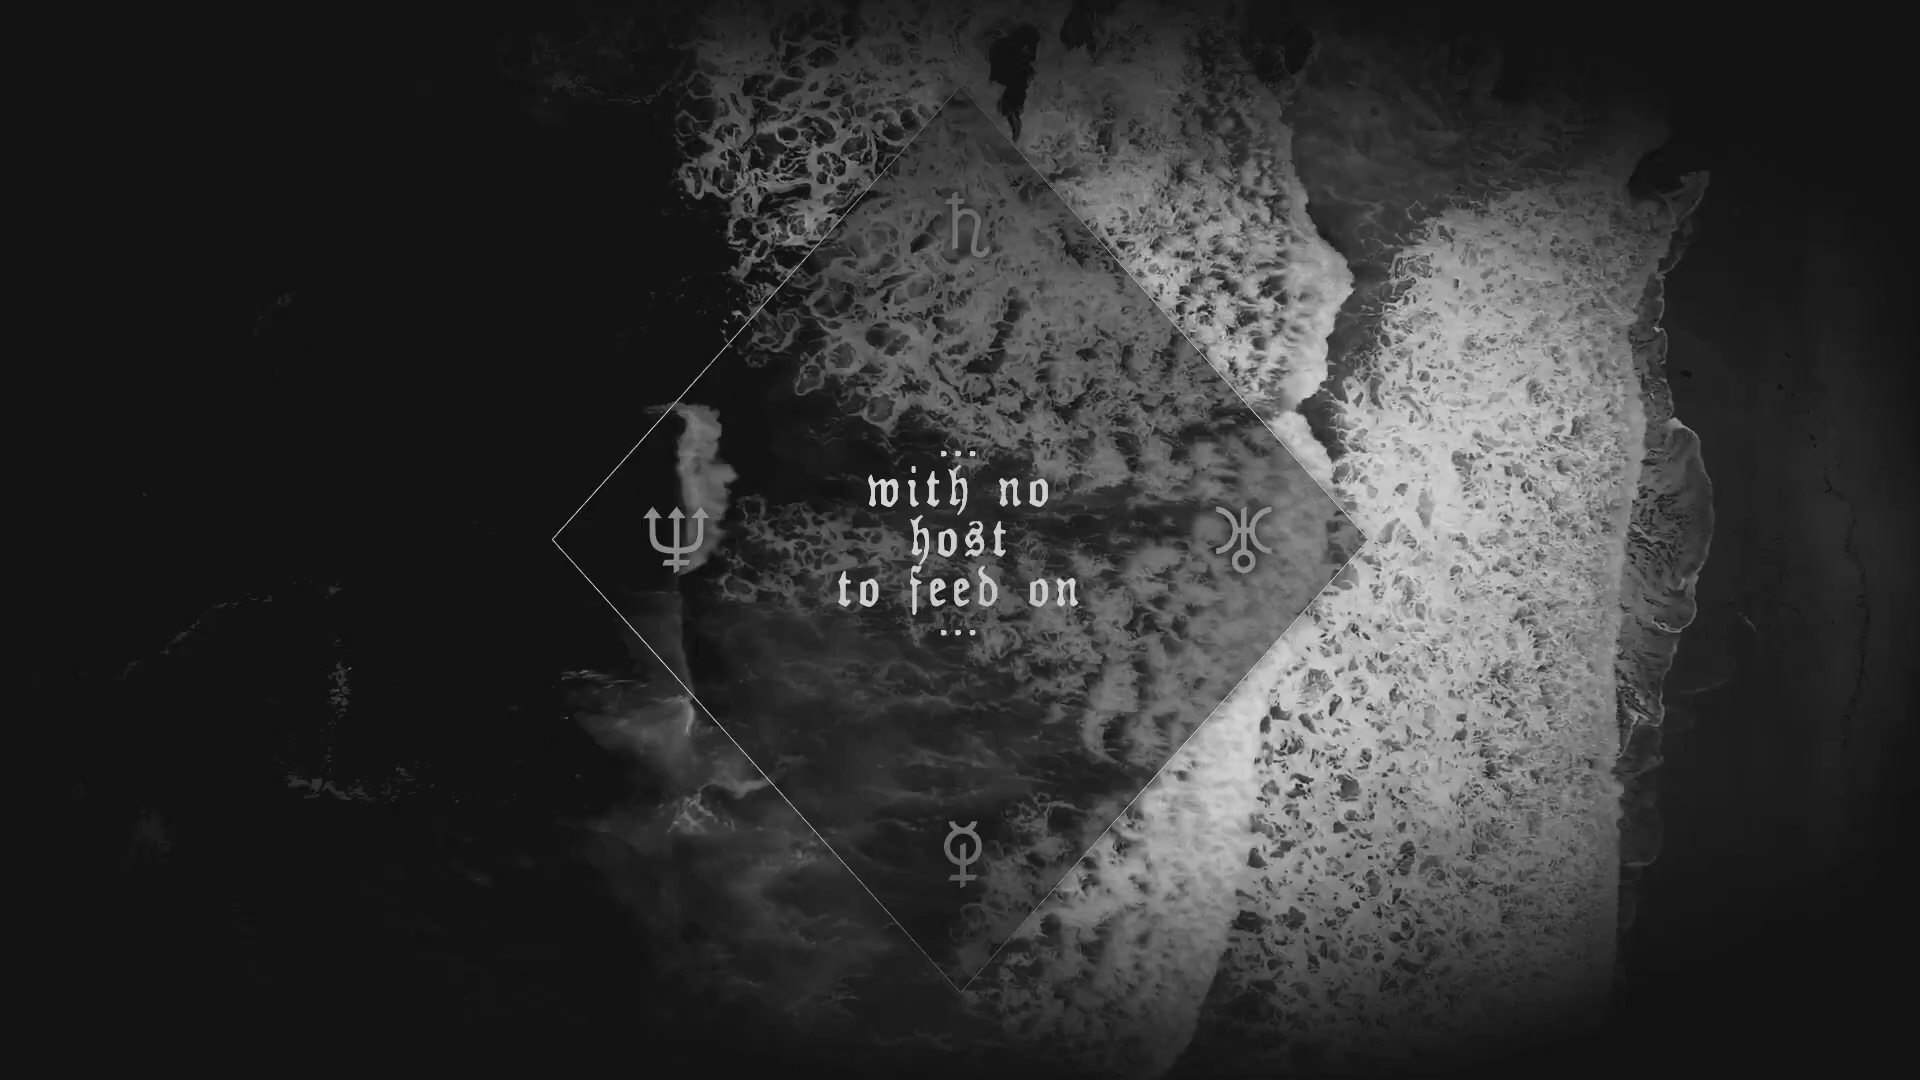 ...
with no
host
to feed on
...